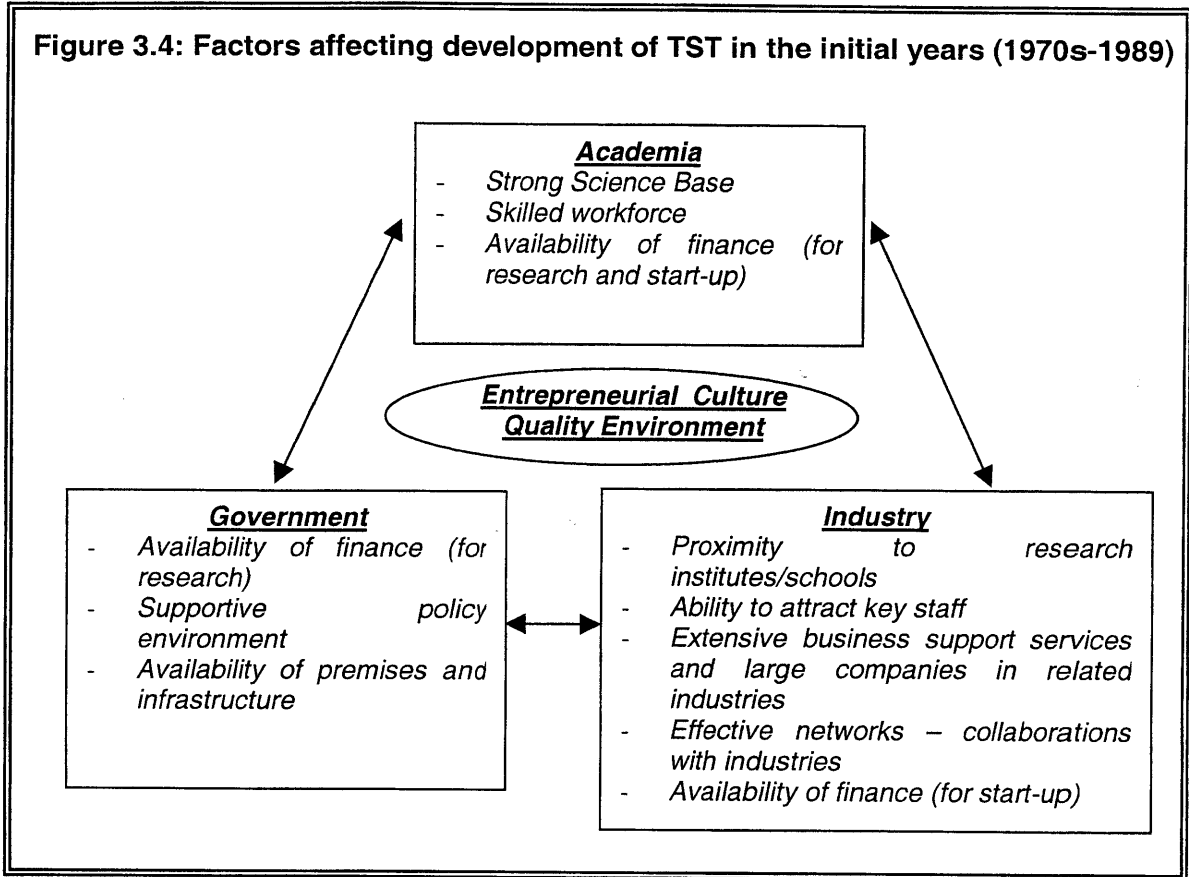 Figure 3.4: Factors affecting development of TST in the initial years (1970s-1989)
Academia
- Strong Science Base
- Skilled workforce
- Availability of finance (for
research and start-up)
Entrepreneurial Culture
Quality Environment
Government
- Availability of finance (for
research)
- Supportive policy
environment
- Availability of premises and
infrastructure
Industry
- Proximity to research
institutes/schools
- Ability to attract key staff
- Extensive business support services
and large companies in related
industries
- Effective networks – collaborations
with industries
- Availability of finance (for start-up)